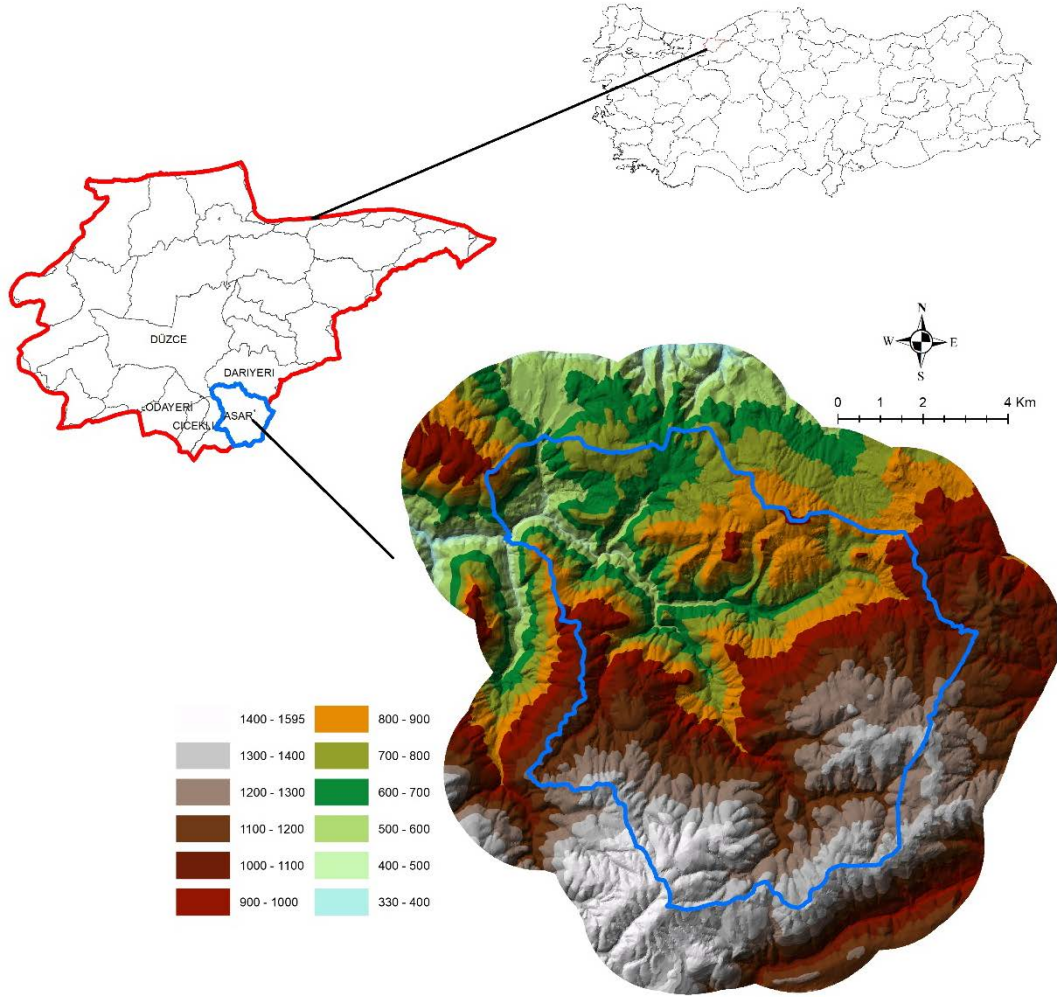 DÜZCE
DARIYERI
ODAYERİ
ASAR
CICEKLI
N
W E
S
0 1 2 4 Km
1400 - 1595 800 - 900
1300 - 1400 700 - 800
1200 - 1300 600 - 700
1100 - 1200 500 - 600
1000 - 1100 400 - 500
900 - 1000 330 - 400